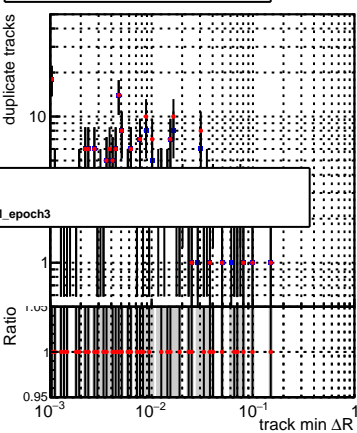 duplicate tracks
10
l_epoch3
1
Ratio
1.05
1
0.95
10⁻³ 10⁻² 10⁻¹ 1
track min ΔR